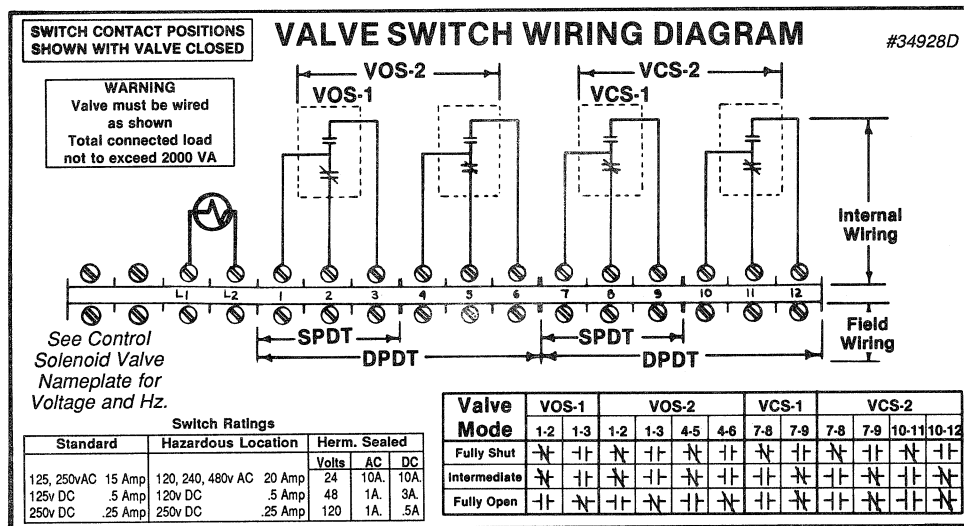 SWITCH CONTACT POSITIONS
SHOWN WITH VALVE CLOSED
VALVE SWITCH WIRING DIAGRAM
#34928D
WARNING
Valve must be wired
as shown
Total connected load
not to exceed 2000 VA
VOS-2
VOS-1
VCS-2
VCS-1
Internal
Wiring
L1 L2 1 2 3 4 5 6 7 8 9 10 11 12
Field
Wiring
SPDT
DPDT
SPDT
DPDT
See Control
Solenoid Valve
Nameplate for
Voltage and Hz.
Switch Ratings
Standard Hazardous Location Herm. Sealed
Volts AC DC
125, 250vAC 15 Amp 120, 240, 480v AC 20 Amp 24 10A. 10A.
125v DC .5 Amp 120v DC .5 Amp 48 1A. 3A.
250v DC .25 Amp 250v DC .25 Amp 120 1A. .5A
Valve Mode VOS-1 VOS-2 VCS-1 VCS-2
1-2 1-3 1-2 1-3 4-5 4-6 7-8 7-9 7-8 7-9 10-11 10-12
Fully Shut
Intermediate
Fully Open